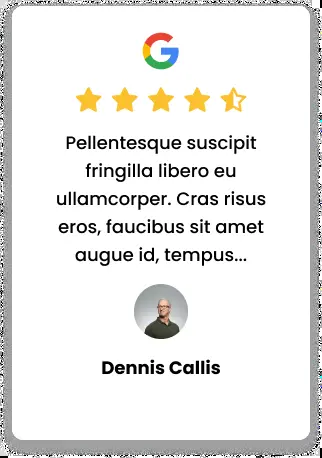 Pellentesque suscipit
fringilla libero eu
ullamcorper. Cras risus
eros, faucibus sit amet
augue id, tempus...
Dennis Callis